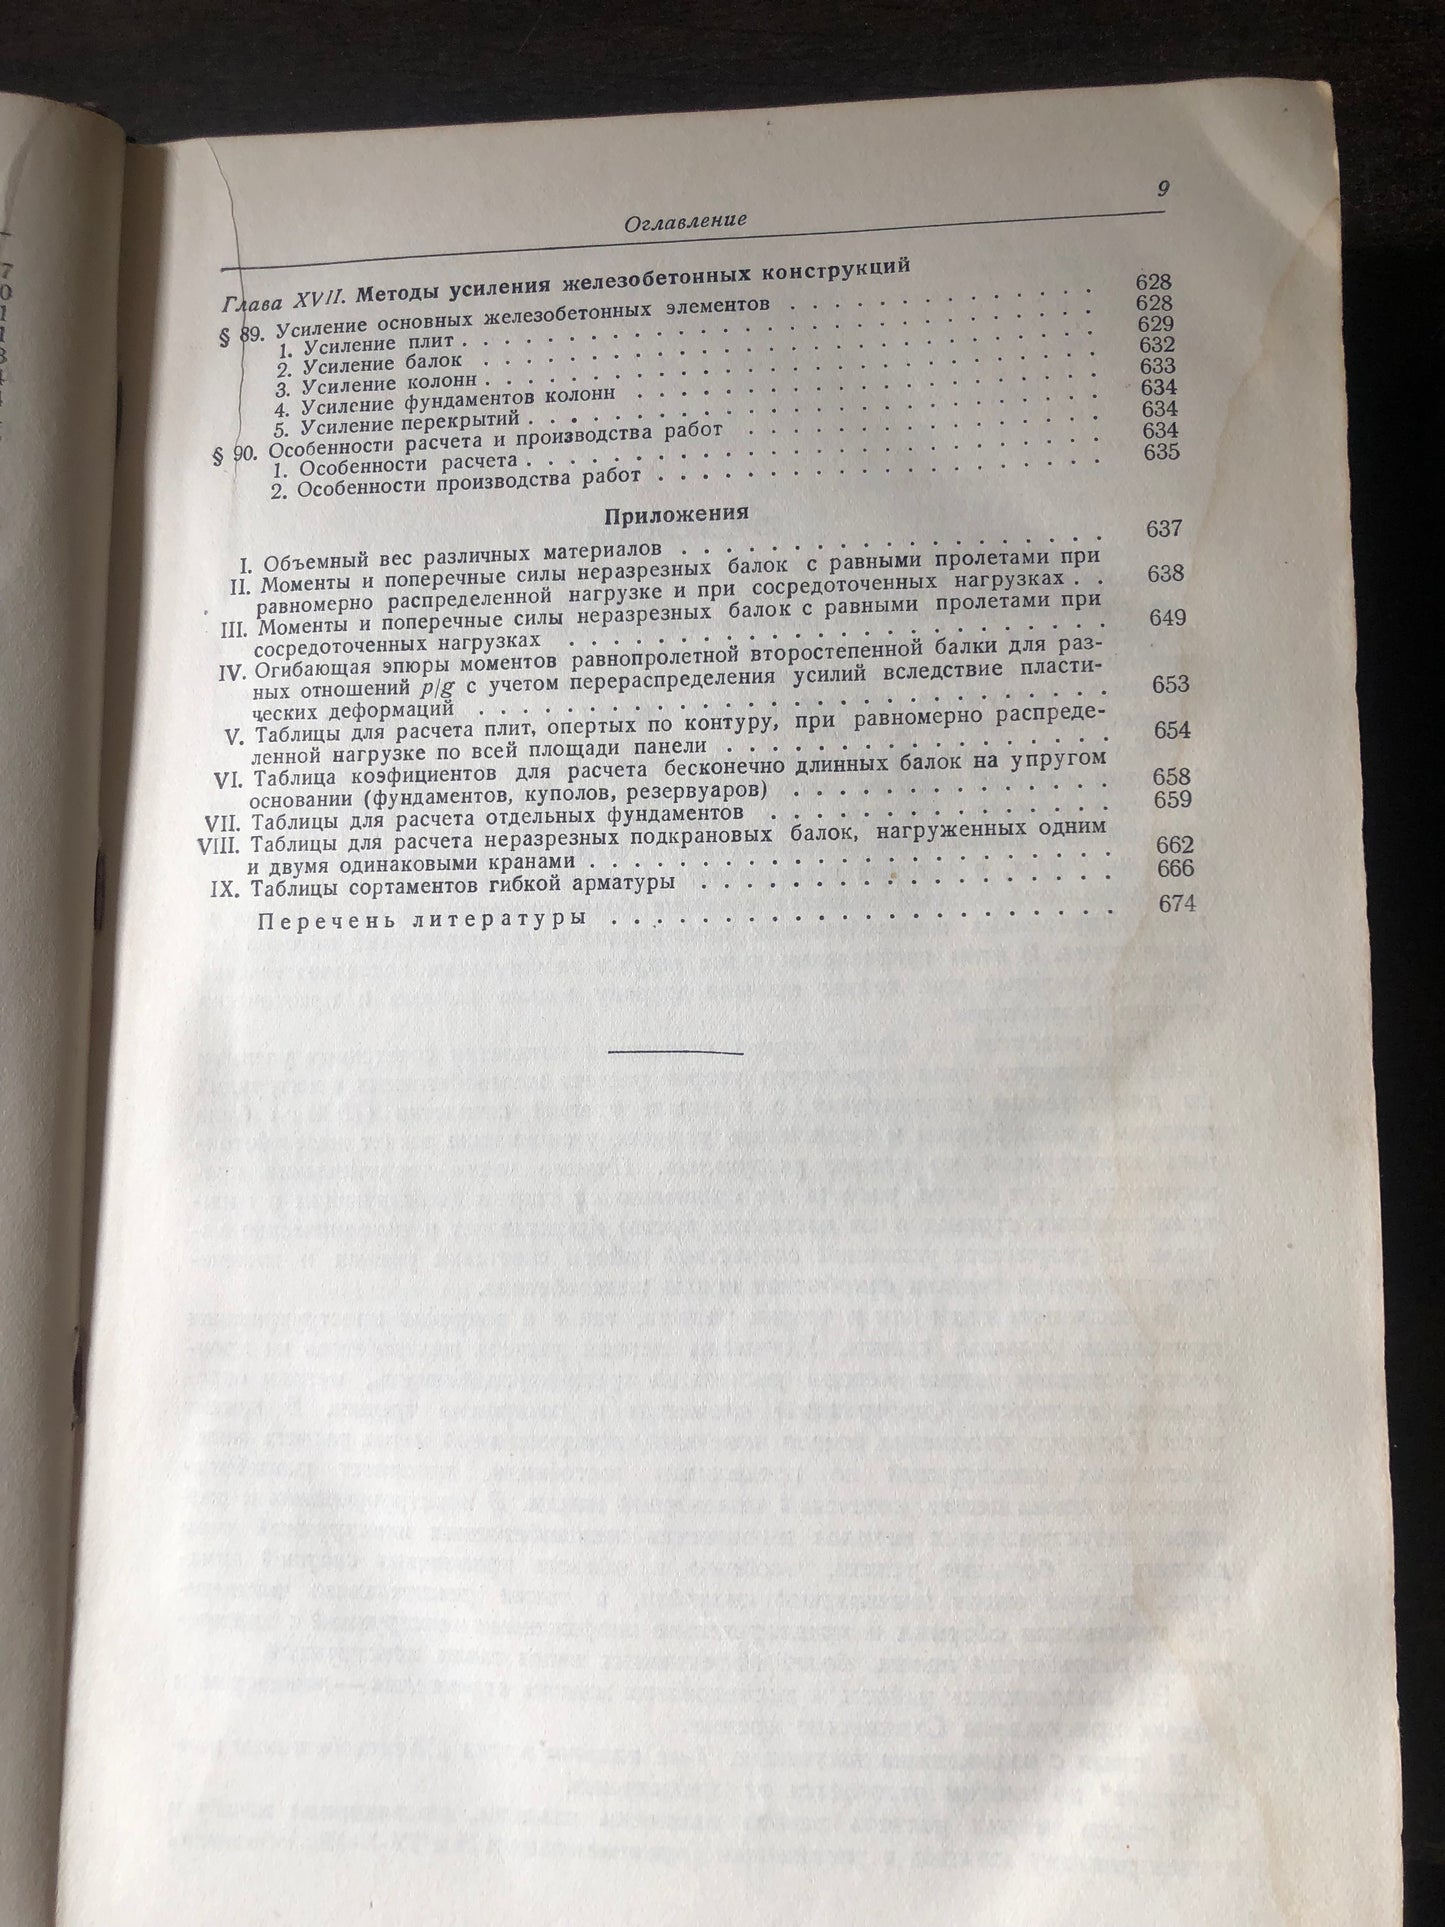 9
Оглавление
Глава XVII. Методы усиления железобетонных конструкций
§ 89. Усиление основных железобетонных элементов . . . 628
1. Усиление плит . . . 628
2. Усиление балок . . . 629
3. Усиление колонн . . . 632
4. Усиление фундаментов колонн . . . 633
5. Усиление перекрытий . . . 634
§ 90. Особенности расчета и производства работ . . . 634
1. Особенности расчета . . . 634
2. Особенности производства работ . . . 635
Приложения
I. Объемный вес различных материалов . . . 637
II. Моменты и поперечные силы неразрезных балок с равными пролетами при
равномерно распределенной нагрузке и при сосредоточенных нагрузках . . 638
III. Моменты и поперечные силы неразрезных балок с равными пролетами при
сосредоточенных нагрузках . . . 649
IV. Огибающая эпюры моментов равнопролетной второстепенной балки для раз-
ных отношений p/g с учетом перераспределения усилий вследствие пласти-
ческих деформаций . . . 653
V. Таблицы для расчета плит, опертых по контуру, при равномерно распреде-
ленной нагрузке по всей площади панели . . . 654
VI. Таблица коэфициентов для расчета бесконечно длинных балок на упругом
основании (фундаментов, куполов, резервуаров) . . . 658
VII. Таблицы для расчета отдельных фундаментов . . . 659
VIII. Таблицы для расчета неразрезных подкрановых балок, нагруженных одним
и двумя одинаковыми кранами . . . 662
IX. Таблицы сортаментов гибкой арматуры . . . 666
Перечень литературы . . . 674